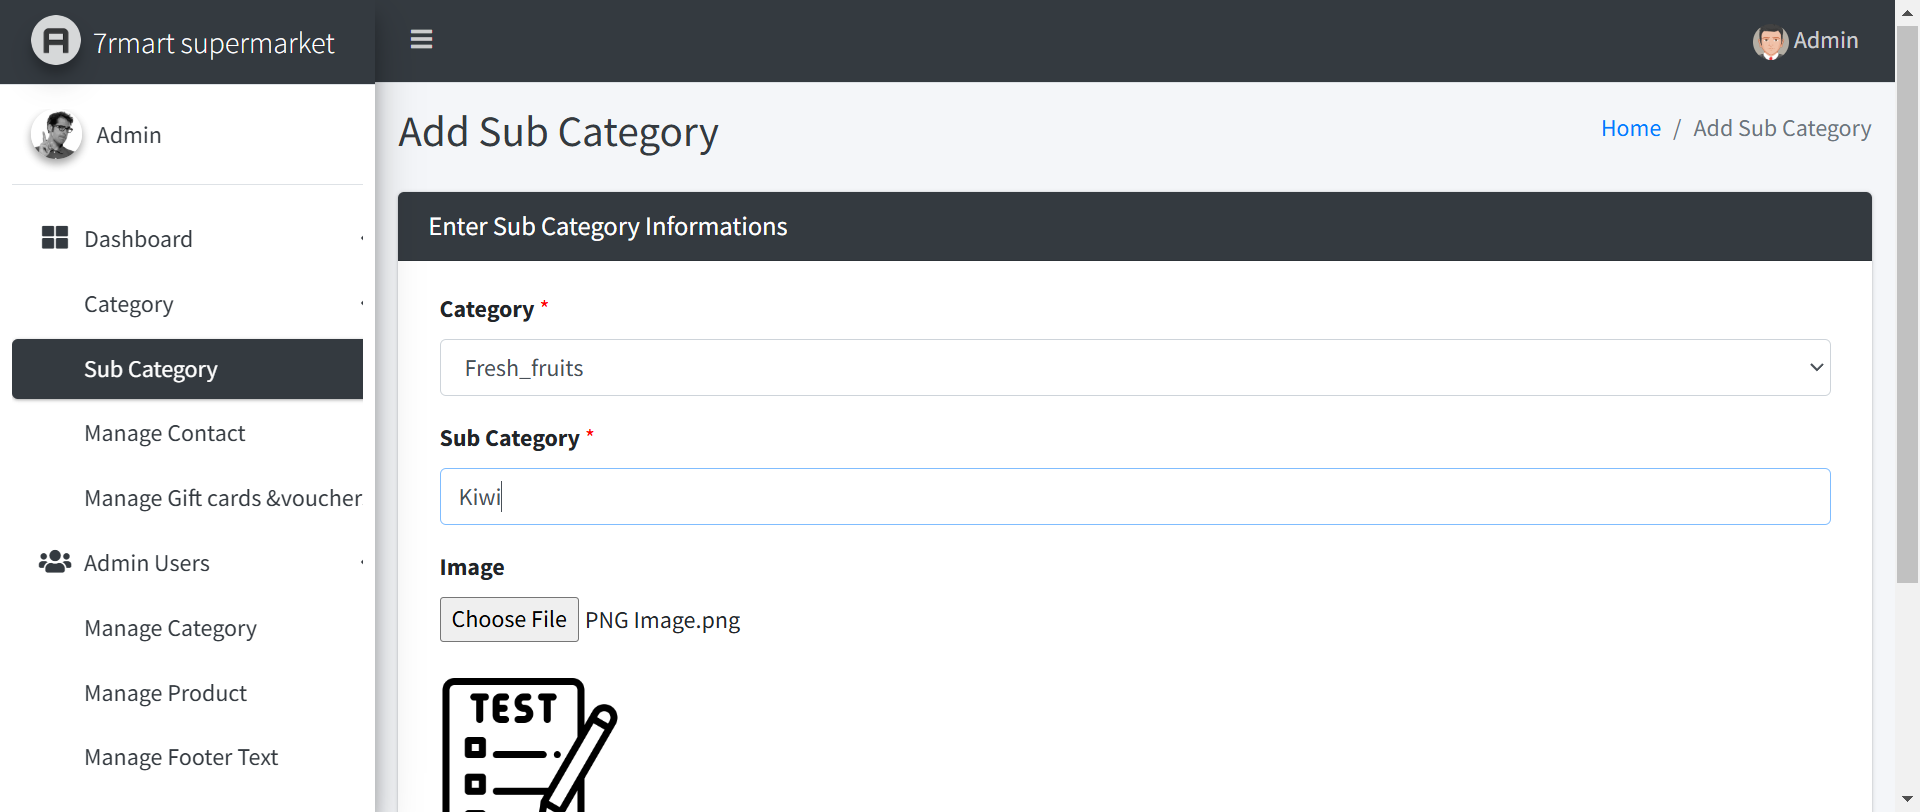 7rmart supermarket
Admin
Admin
Add Sub Category
Home / Add Sub Category
Dashboard
Category
Sub Category
Manage Contact
Manage Gift cards &voucher
Admin Users
Manage Category
Manage Product
Manage Footer Text
Enter Sub Category Informations
Category *
Fresh_fruits
Sub Category *
Kiwi
Image
Choose File PNG Image.png
TEST